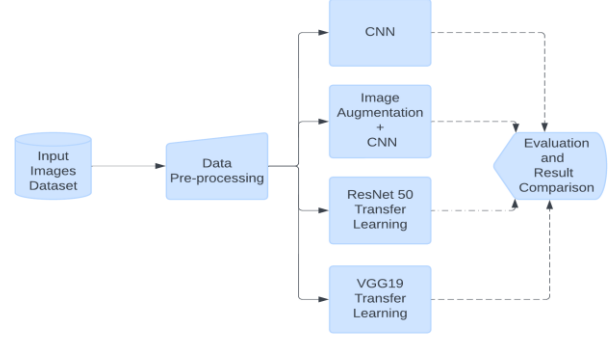 Input
Images
Dataset
Data
Pre-processing
CNN
Image
Augmentation
+
CNN
ResNet 50
Transfer
Learning
VGG19
Transfer
Learning
Evaluation
and
Result
Comparison